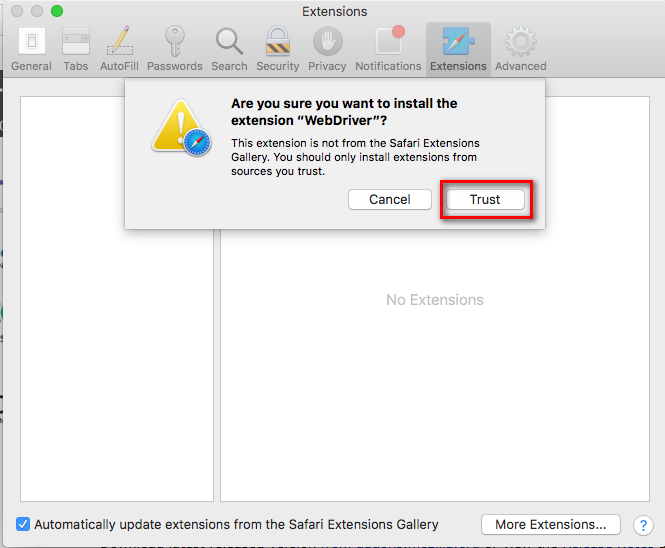 Extensions
General Tabs AutoFill Passwords Search Security Privacy Notifications Extensions Advanced
Are you sure you want to install the
extension “WebDriver”?
This extension is not from the Safari Extensions
Gallery. You should only install extensions from
sources you trust.
Cancel Trust
No Extensions
Automatically update extensions from the Safari Extensions Gallery More Extensions... ?